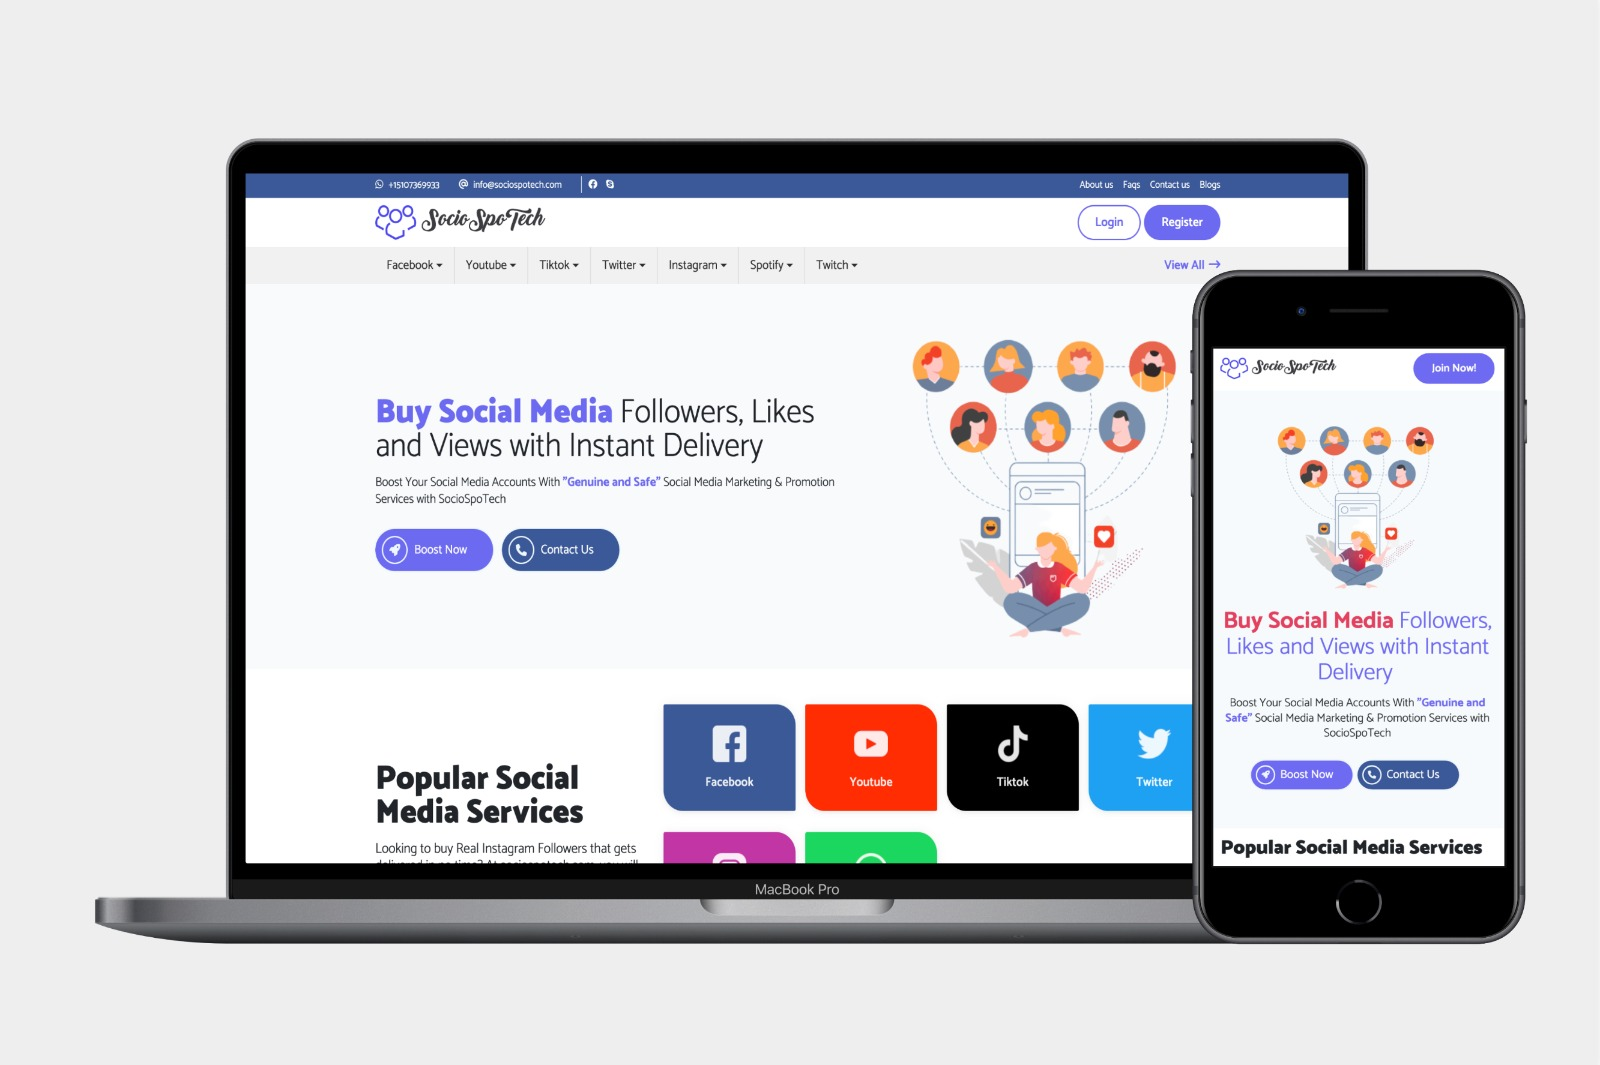 +15107369933 info@sociospotech.com About us Faqs Contact us Blogs
SocioSpoTech Login Register
Facebook Youtube Tiktok Twitter Instagram Spotify Twitch View All →
Buy Social Media Followers, Likes
and Views with Instant Delivery
Boost Your Social Media Accounts With "Genuine and Safe" Social Media Marketing & Promotion
Services with SocioSpoTech
Boost Now Contact Us
Facebook Youtube Tiktok Twitter
Popular Social
Media Services
Looking to buy Real Instagram Followers that gets
MacBook Pro
SocioSpoTech Join Now!
Buy Social Media Followers,
Likes and Views with Instant
Delivery
Boost Your Social Media Accounts With "Genuine and
Safe" Social Media Marketing & Promotion Services with
SocioSpoTech
Boost Now Contact Us
Popular Social Media Services